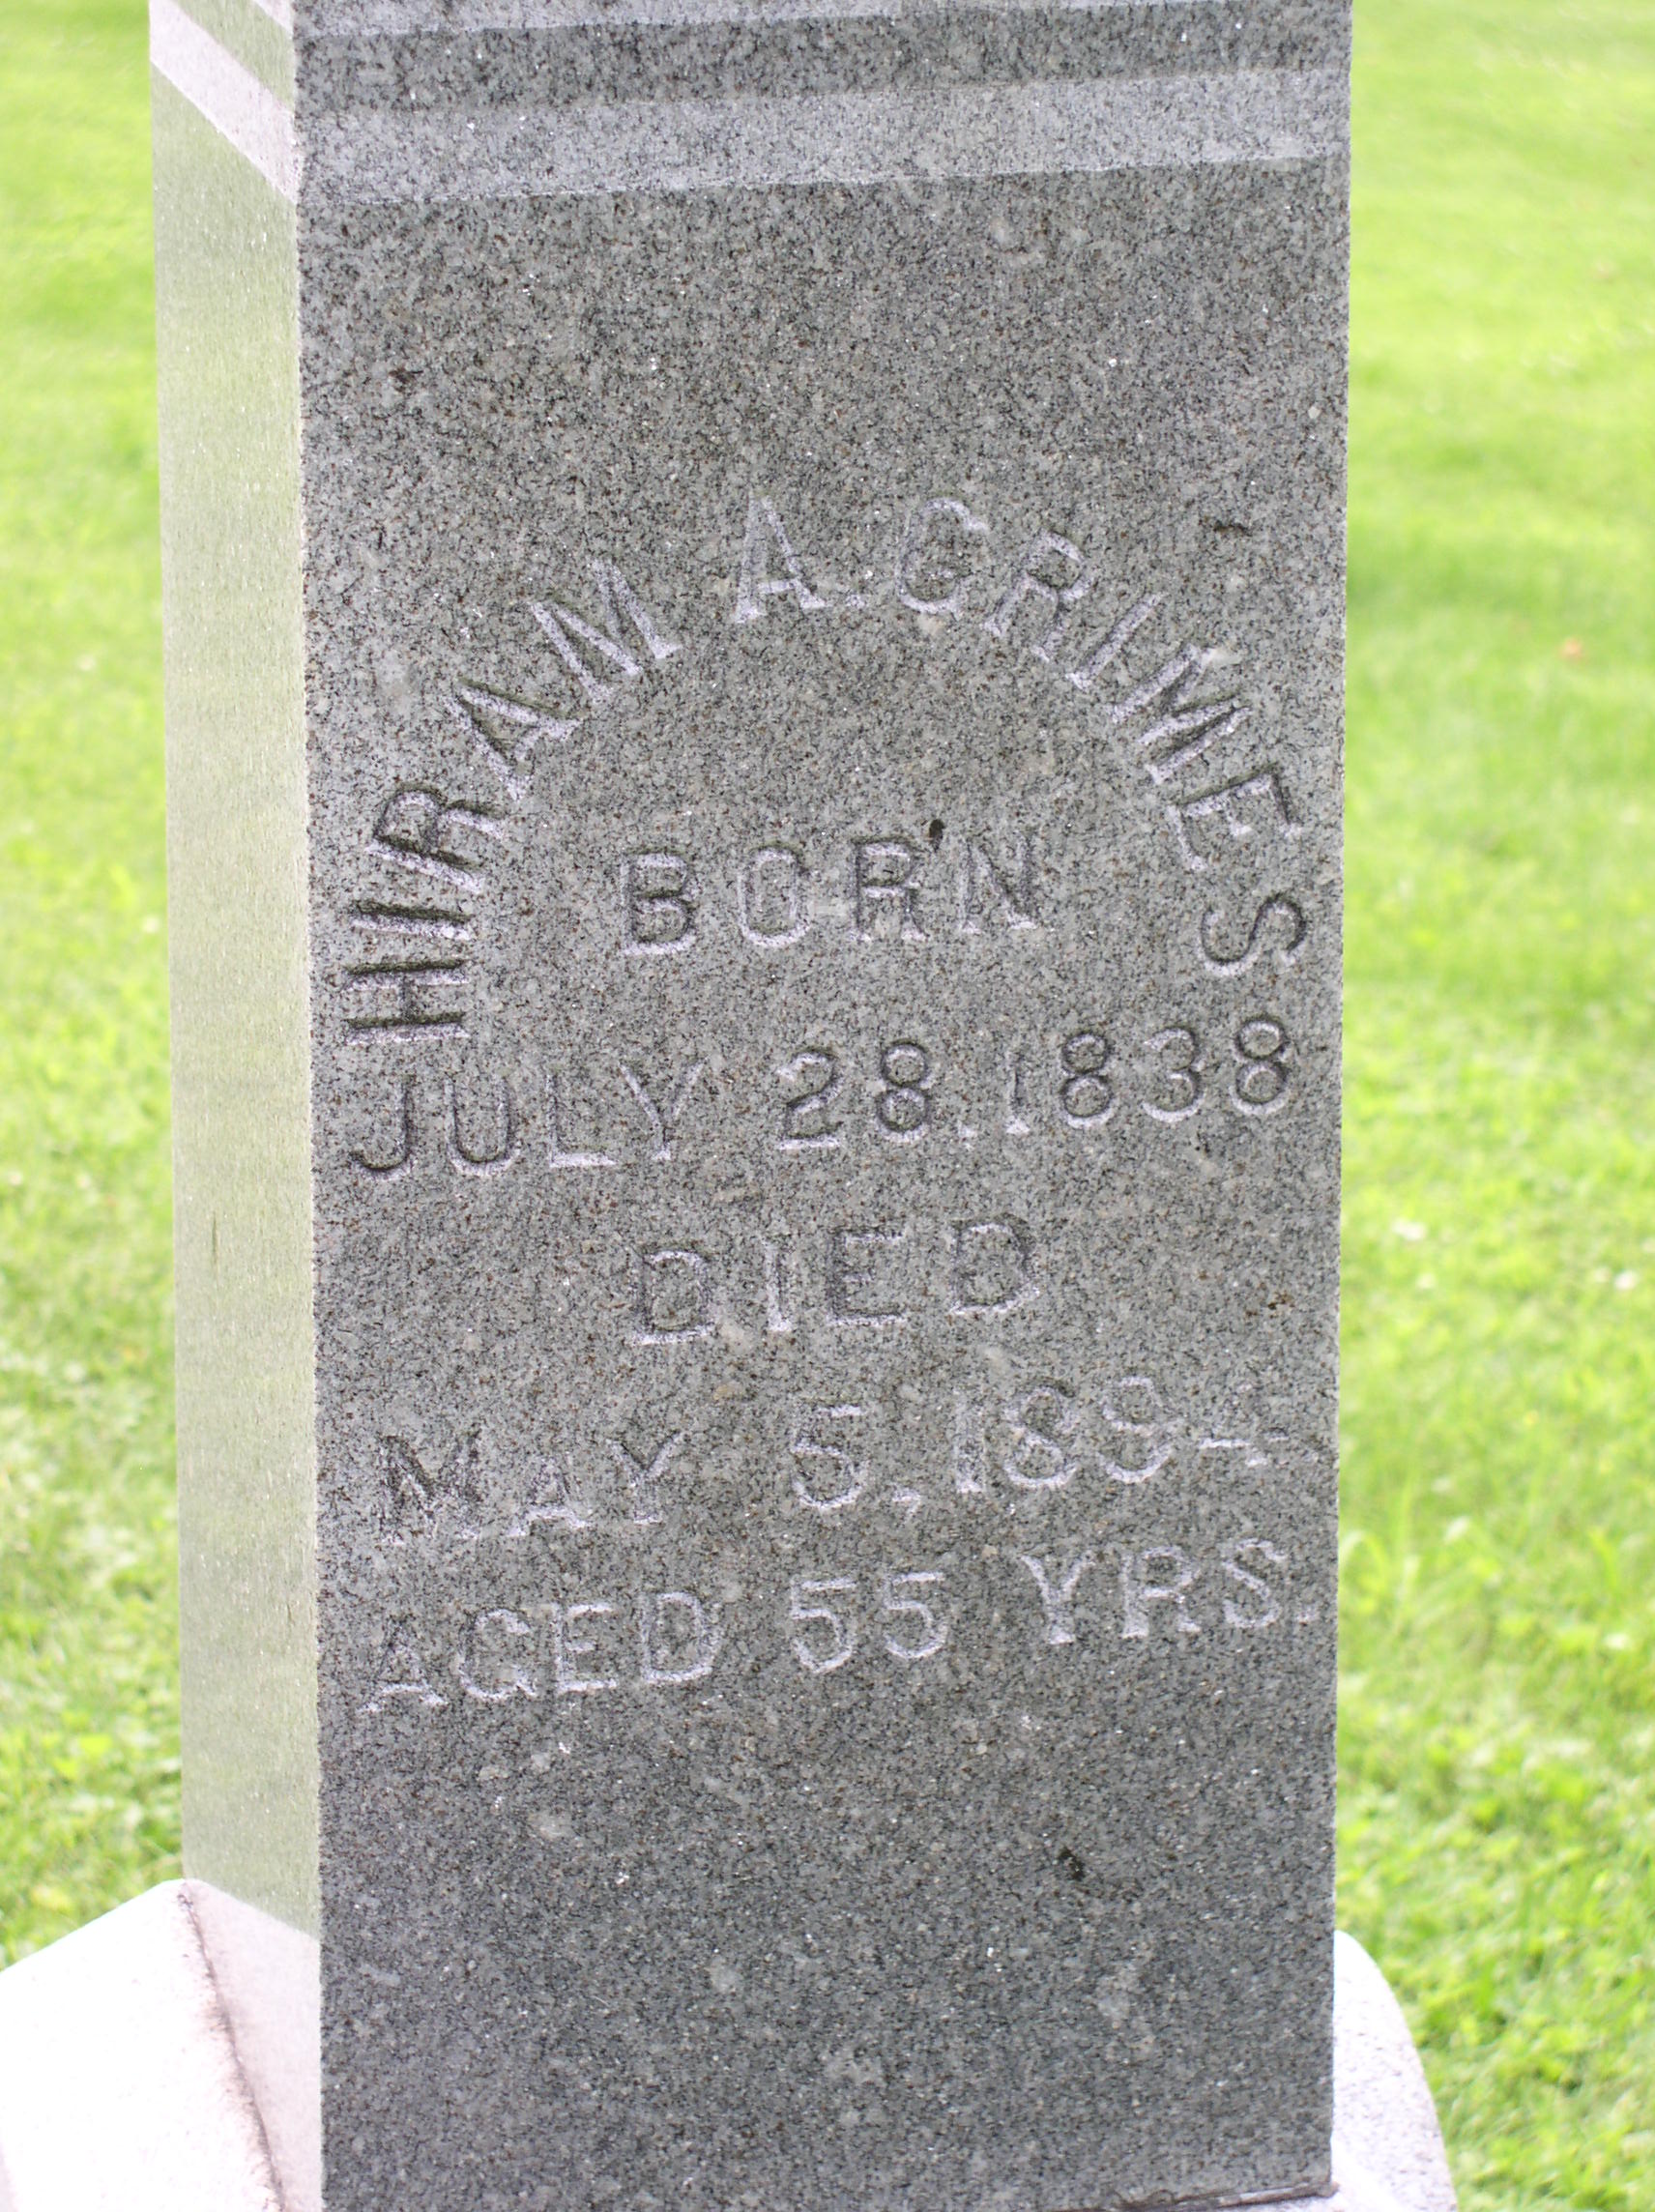 HIRAM A. GRIMES
BORN
JULY 28, 1838
DIED
MAY 5, 1894
AGED 55 YRS.